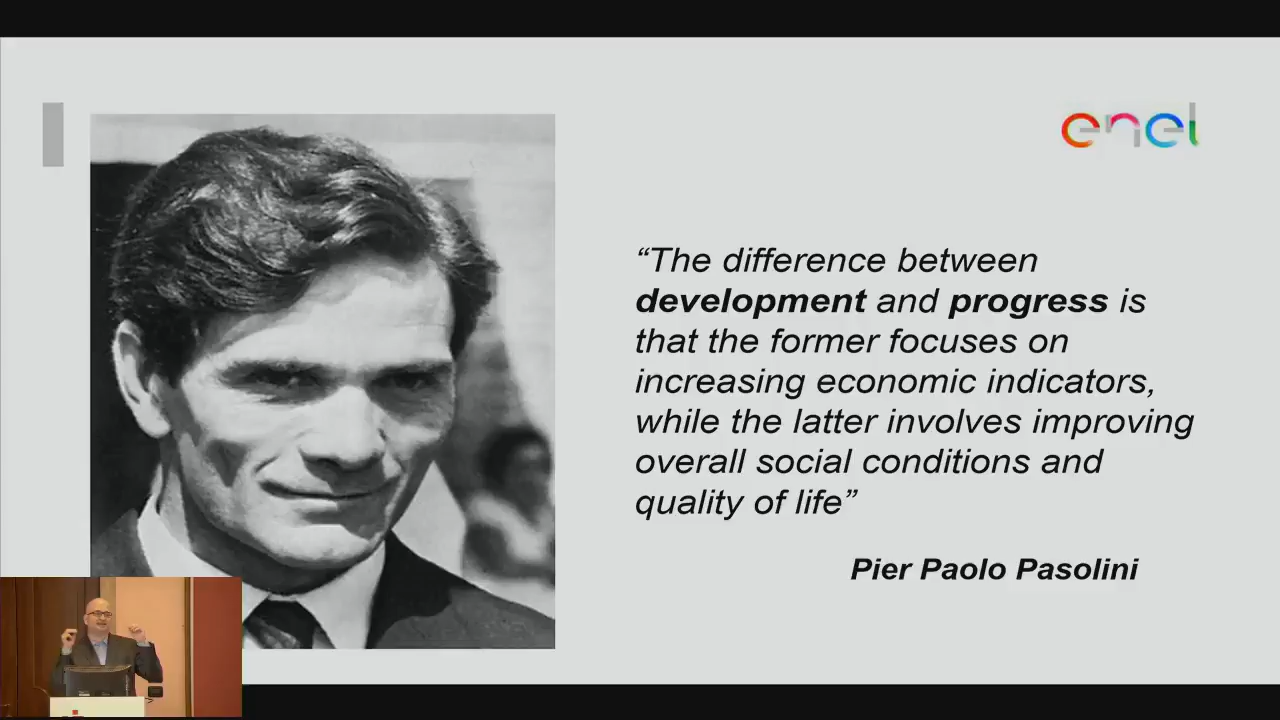 enel
“The difference between
development and progress is
that the former focuses on
increasing economic indicators,
while the latter involves improving
overall social conditions and
quality of life”
Pier Paolo Pasolini